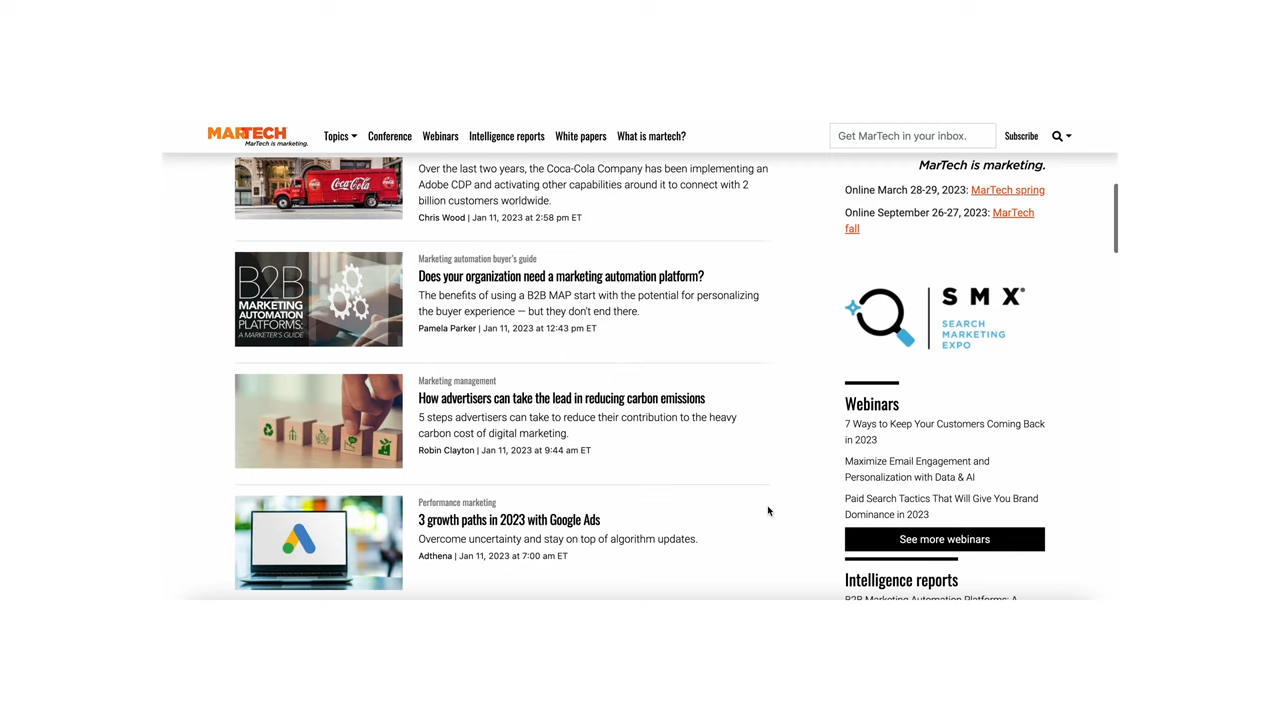 MARTECH
MarTech is marketing.
Topics
Conference
Webinars
Intelligence reports
White papers
What is martech?
Get MarTech in your inbox.
Subscribe
Over the last two years, the Coca-Cola Company has been implementing an
Adobe CDP and activating other capabilities around it to connect with 2
billion customers worldwide.
Chris Wood | Jan 11, 2023 at 2:58 pm ET
Coca-Cola
B2B
MARKETING
AUTOMATION
PLATFORMS:
A MARKETER'S GUIDE
Marketing automation buyer's guide
Does your organization need a marketing automation platform?
The benefits of using a B2B MAP start with the potential for personalizing
the buyer experience — but they don't end there.
Pamela Parker | Jan 11, 2023 at 12:43 pm ET
Marketing management
How advertisers can take the lead in reducing carbon emissions
5 steps advertisers can take to reduce their contribution to the heavy
carbon cost of digital marketing.
Robin Clayton | Jan 11, 2023 at 9:44 am ET
Performance marketing
3 growth paths in 2023 with Google Ads
Overcome uncertainty and stay on top of algorithm updates.
Adthena | Jan 11, 2023 at 7:00 am ET
MarTech is marketing.
Online March 28-29, 2023: MarTech spring
Online September 26-27, 2023: MarTech
fall
SMX®
SEARCH
MARKETING
EXPO
Webinars
7 Ways to Keep Your Customers Coming Back
in 2023
Maximize Email Engagement and
Personalization with Data & AI
Paid Search Tactics That Will Give You Brand
Dominance in 2023
See more webinars
Intelligence reports
B2B Marketing Automation Platforms: A